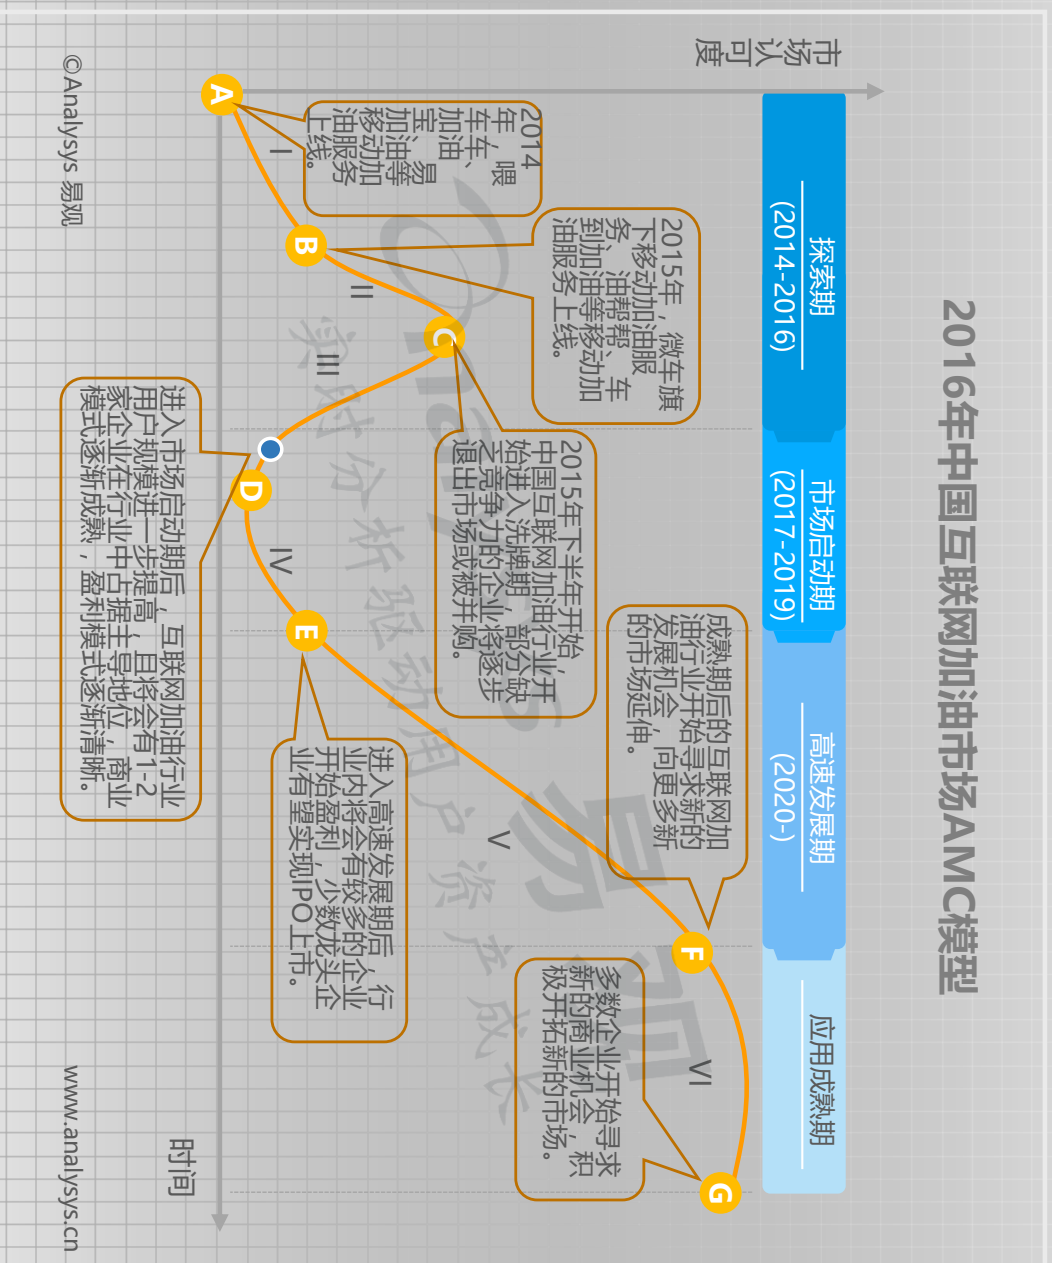 2016年中国互联网加油市场AMC模型
市场认可度
探索期
(2014-2016)
市场启动期
(2017-2019)
高速发展期
(2020-)
应用成熟期
2014
年，喂
车车、
加油
宝、易
加油等
移动加
油服务
上线。
2015年，微车旗
下移动加油服
务、油帮帮、车
到加油等移动加
油服务上线。
2015年下半年开始，
中国互联网加油行业开
始进入洗牌期，部分缺
乏竞争力的企业将逐步
退出市场或被并购。
成熟期后的互联网加
油行业开始寻求新的
发展机会，向更多新
的市场延伸。
多数企业开始寻求
新的商业机会，积
极开拓新的市场。
进入高速发展期后，行
业内将会有较多的企业
开始盈利，少数龙头企
业有望实现IPO上市。
进入市场启动期后，互联网加油行业
用户规模进一步提高，且将会有1-2
家企业在行业中占据主导地位，商业
模式逐渐成熟，盈利模式逐渐清晰。
A
I
B
II
C
III
D
IV
E
V
F
VI
G
时间
Analysys 易观
实时分析驱动用户资产成长
©Analysys 易观
www.analysys.cn